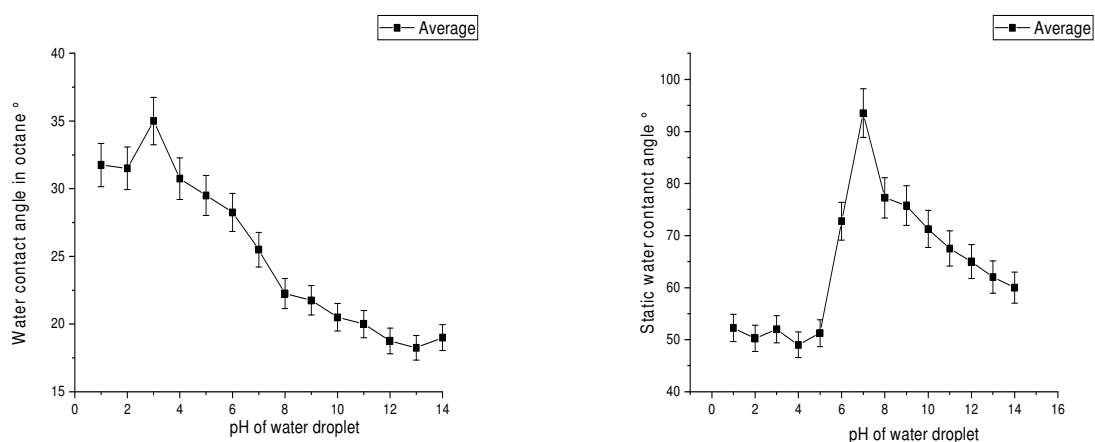 Average
40
35
30
25
20
15
0 2 4 6 8 10 12 14
Water contact angle in octane °
pH of water droplet
Average
100
90
80
70
60
50
40
0 2 4 6 8 10 12 14 16
Static water contanct angle °
pH of water droplet